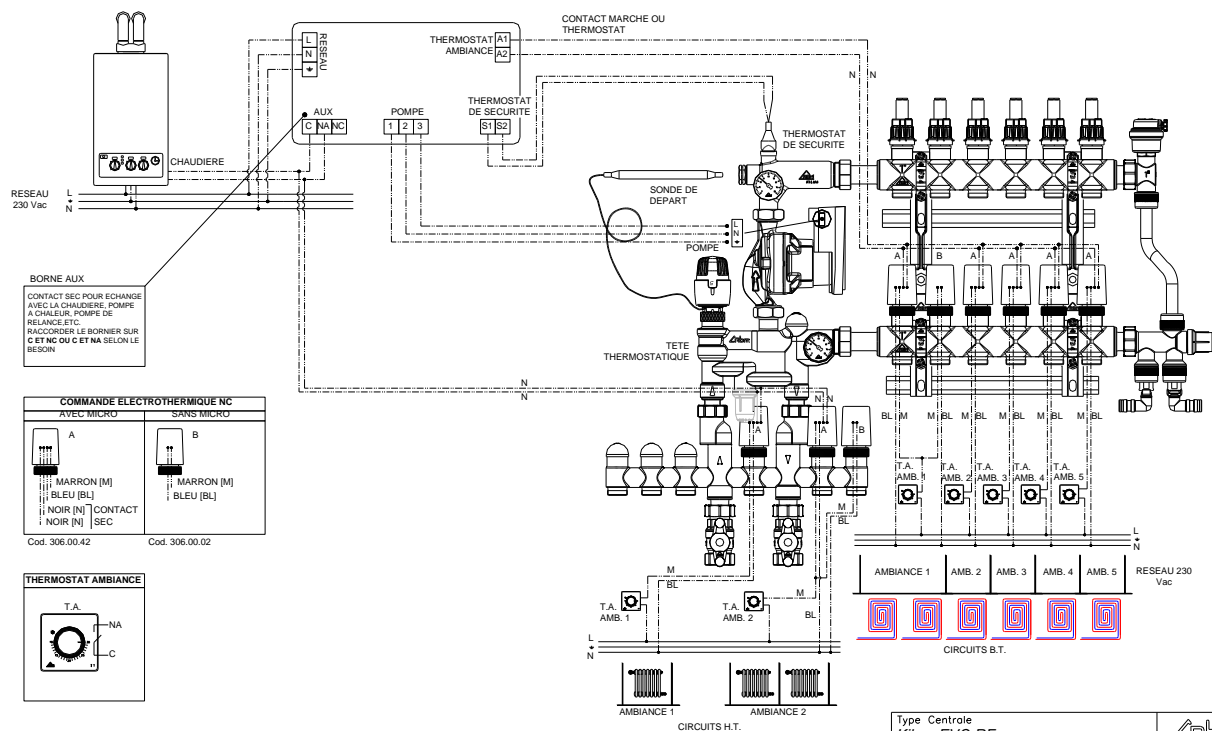 CONTACT MARCHE OU
THERMOSTAT
L
N
RESEAU
THERMOSTAT
AMBIANCE
A1
A2
AUX
C NA NC
POMPE
1 2 3
THERMOSTAT
DE SECURITE
S1 S2
N N
CHAUDIERE
RESEAU
230 Vac
L
N
THERMOSTAT
DE SECURITE
SONDE DE
DEPART
L
N
POMPE
A B A A A A
BORNE AUX
CONTACT SEC POUR ECHANGE
AVEC LA CHAUDIERE, POMPE
A CHALEUR, POMPE DE
RELANCE,ETC.
RACCORDER LE BORNIER SUR
C ET NC OU C ET NA SELON LE
BESOIN
TETE
THERMOSTATIQUE
N
N
N N
A A B
BL M M BL M BL M BL M BL M BL
COMMANDE ELECTROTHERMIQUE NC
AVEC MICRO SANS MICRO
A B
MARRON [M]
BLEU [BL]
NOIR [N]
NOIR [N]
CONTACT
SEC
MARRON [M]
BLEU [BL]
Cod. 306.00.42 Cod. 306.00.02
T.A.
AMB. 1
T.A.
AMB. 2
T.A.
AMB. 3
T.A.
AMB. 4
T.A.
AMB. 5
M
BL
L
N
AMBIANCE 1 AMB. 2 AMB. 3 AMB. 4 AMB. 5
RESEAU 230
Vac
CIRCUITS B.T.
THERMOSTAT AMBIANCE
T.A.
NA
C
M
BL
M
BL
T.A.
AMB. 1
T.A.
AMB. 2
L
N
AMBIANCE 1 AMBIANCE 2
CIRCUITS H.T.
Type Centrale